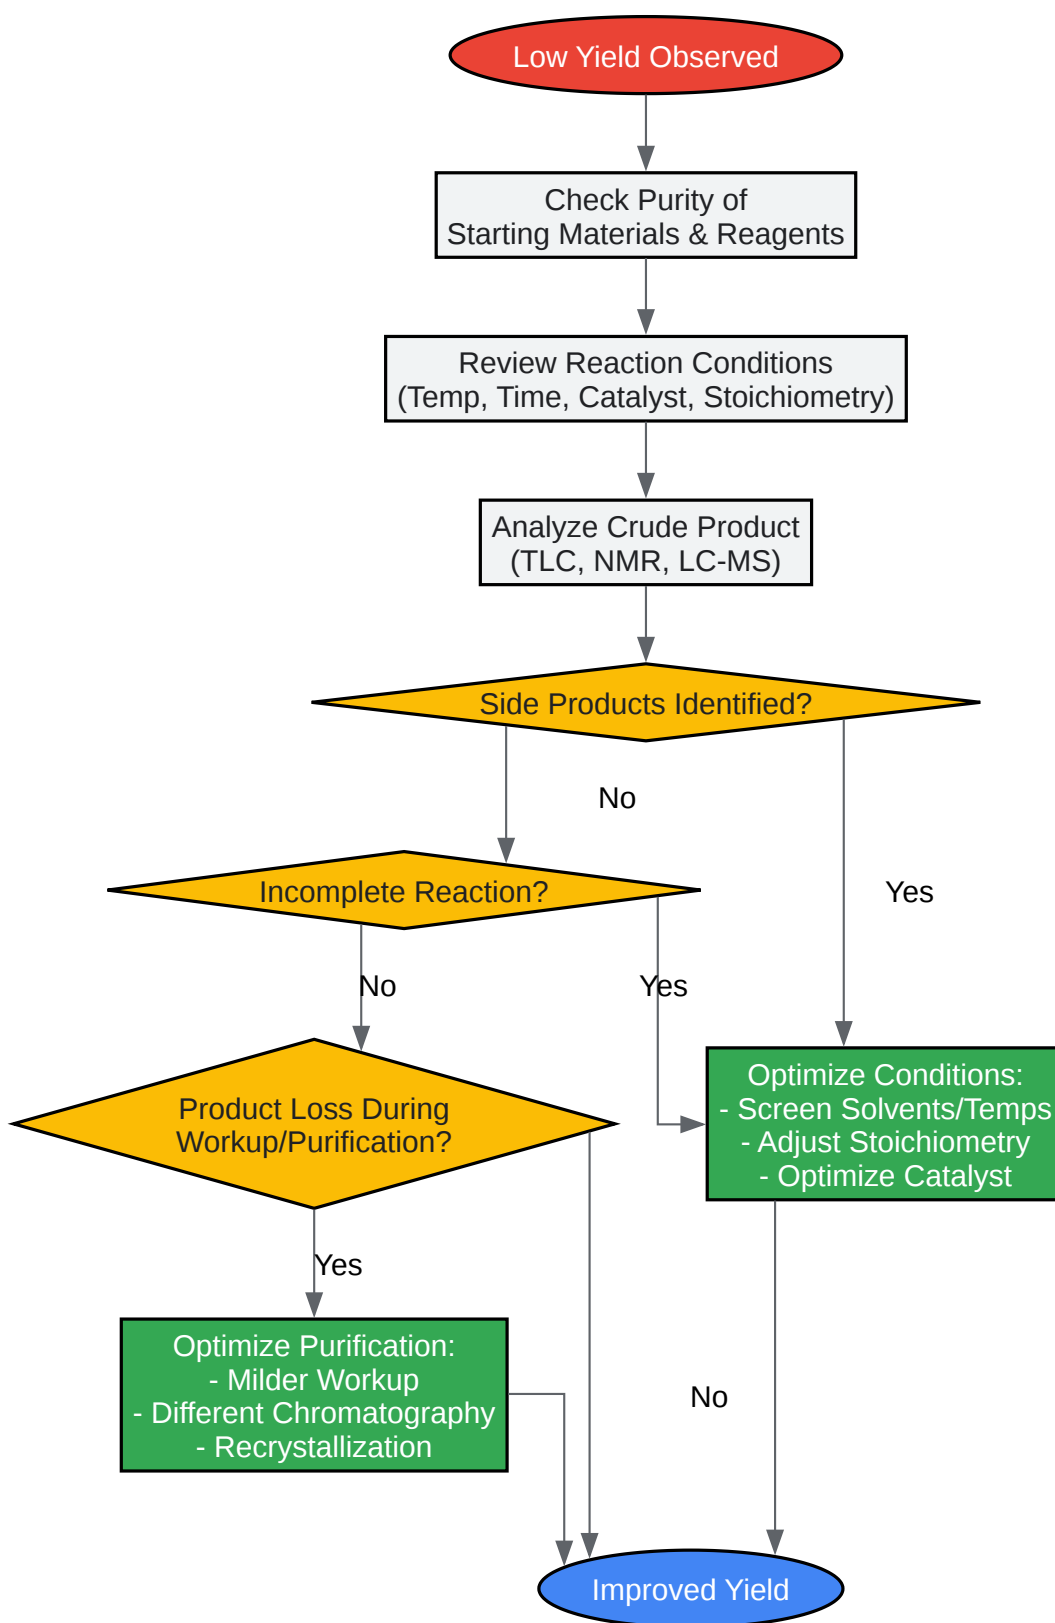 Low Yield Observed
Check Purity of
Starting Materials & Reagents
Review Reaction Conditions
(Temp, Time, Catalyst, Stoichiometry)
Analyze Crude Product
(TLC, NMR, LC-MS)
Side Products Identified?
No
Yes
Incomplete Reaction?
No
Yes
Optimize Conditions:
- Screen Solvents/Temps
- Adjust Stoichiometry
- Optimize Catalyst
Product Loss During
Workup/Purification?
Yes
No
Optimize Purification:
- Milder Workup
- Different Chromatography
- Recrystallization
Improved Yield